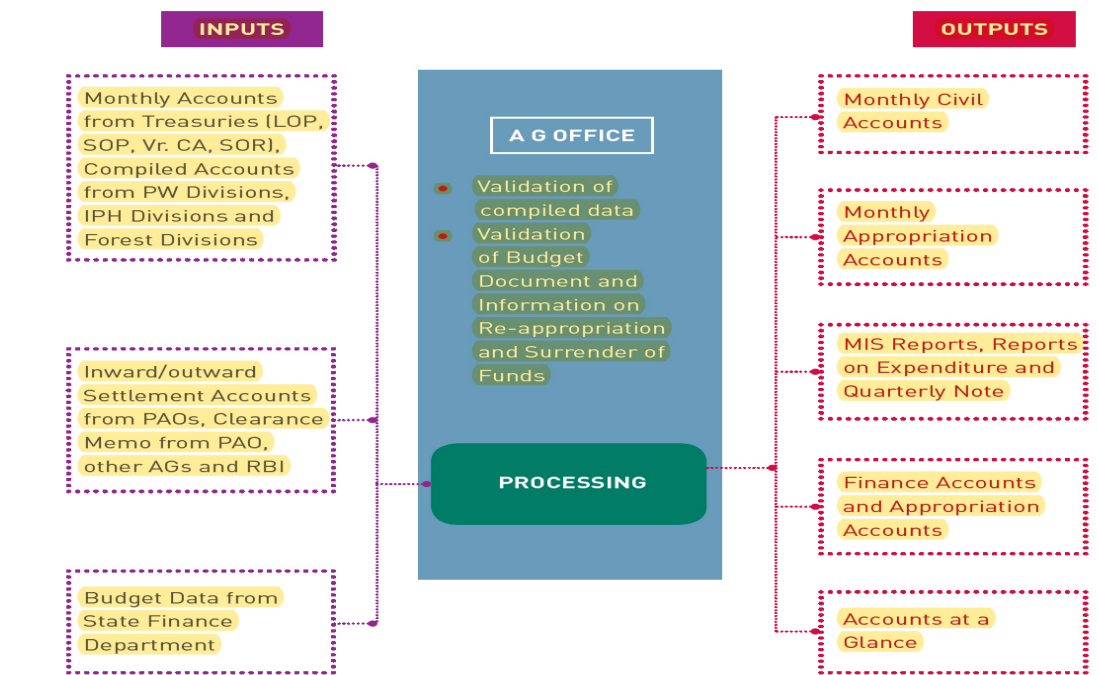 INPUTS
Monthly Accounts
from Treasuries (LOP,
SOP, Vr. CA, SOR),
Compiled Accounts
from PW Divisions,
IPH Divisions and
Forest Divisions
Inward/outward
Settlement Accounts
from PAOs, Clearance
Memo from PAO,
other AGs and RBI
Budget Data from
State Finance
Department
A G OFFICE
Validation of
compiled data
Validation
of Budget
Document and
Information on
Re-appropriation
and Surrender of
Funds
PROCESSING
OUTPUTS
Monthly Civil
Accounts
Monthly
Appropriation
Accounts
MIS Reports, Reports
on Expenditure and
Quarterly Note
Finance Accounts
and Appropriation
Accounts
Accounts at a
Glance